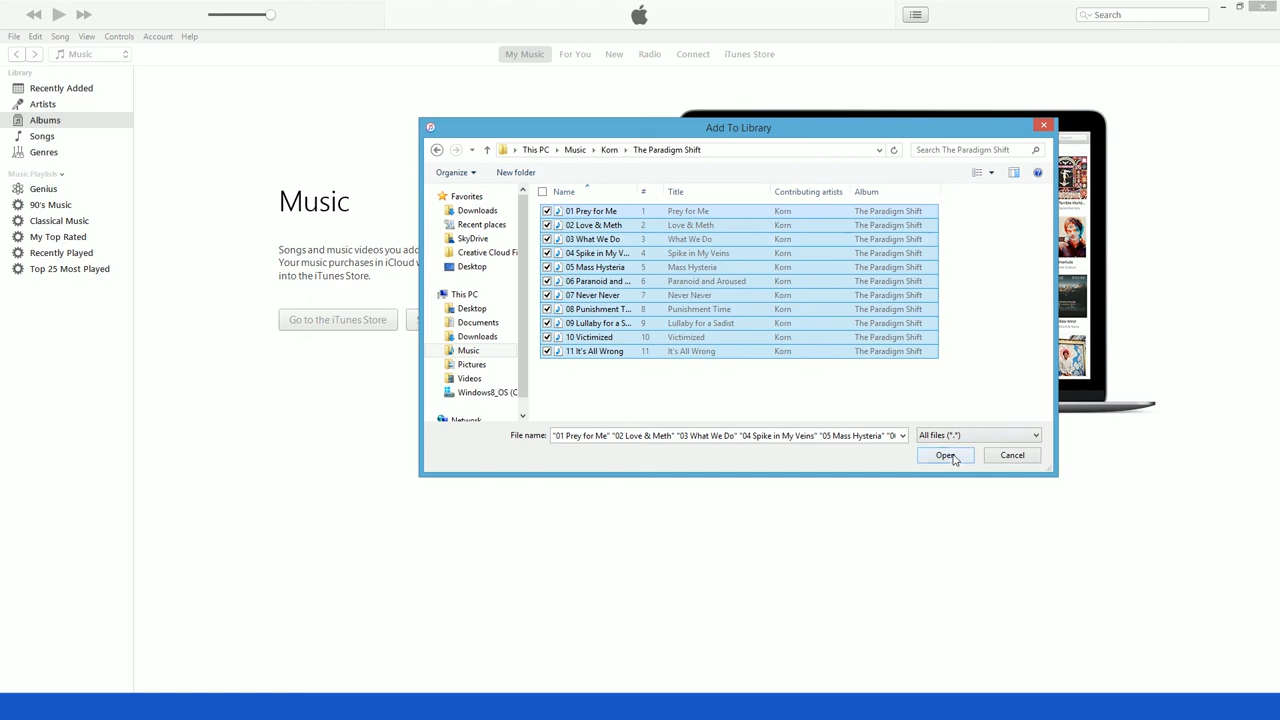 Search
File Edit Song View Controls Account Help
Music
My Music For You New Radio Connect iTunes Store
Library
Recently Added
Artists
Albums
Songs
Genres
Music Playlists
Genius
90's Music
Classical Music
My Top Rated
Recently Played
Top 25 Most Played
Music
Songs and music videos you add
Your music purchases in iCloud w
into the iTunes Store.
Go to the iTunes Store
Add To Library
This PC Music Korn The Paradigm Shift
Search The Paradigm Shift
Organize New folder
Favorites
Downloads
Recent places
SkyDrive
Creative Cloud Fi
Desktop
This PC
Desktop
Documents
Downloads
Music
Pictures
Videos
Windows8_OS (C
Network
Name # Title Contributing artists Album
01 Prey for Me 1 Prey for Me Korn The Paradigm Shift
02 Love & Meth 2 Love & Meth Korn The Paradigm Shift
03 What We Do 3 What We Do Korn The Paradigm Shift
04 Spike in My V... 4 Spike in My Veins Korn The Paradigm Shift
05 Mass Hysteria 5 Mass Hysteria Korn The Paradigm Shift
06 Paranoid and ... 6 Paranoid and Aroused Korn The Paradigm Shift
07 Never Never 7 Never Never Korn The Paradigm Shift
08 Punishment T... 8 Punishment Time Korn The Paradigm Shift
09 Lullaby for a S... 9 Lullaby for a Sadist Korn The Paradigm Shift
10 Victimized 10 Victimized Korn The Paradigm Shift
11 It's All Wrong 11 It's All Wrong Korn The Paradigm Shift
File name: "01 Prey for Me" "02 Love & Meth" "03 What We Do" "04 Spike in My Veins" "05 Mass Hysteria" "0
All files (*.*)
Open Cancel